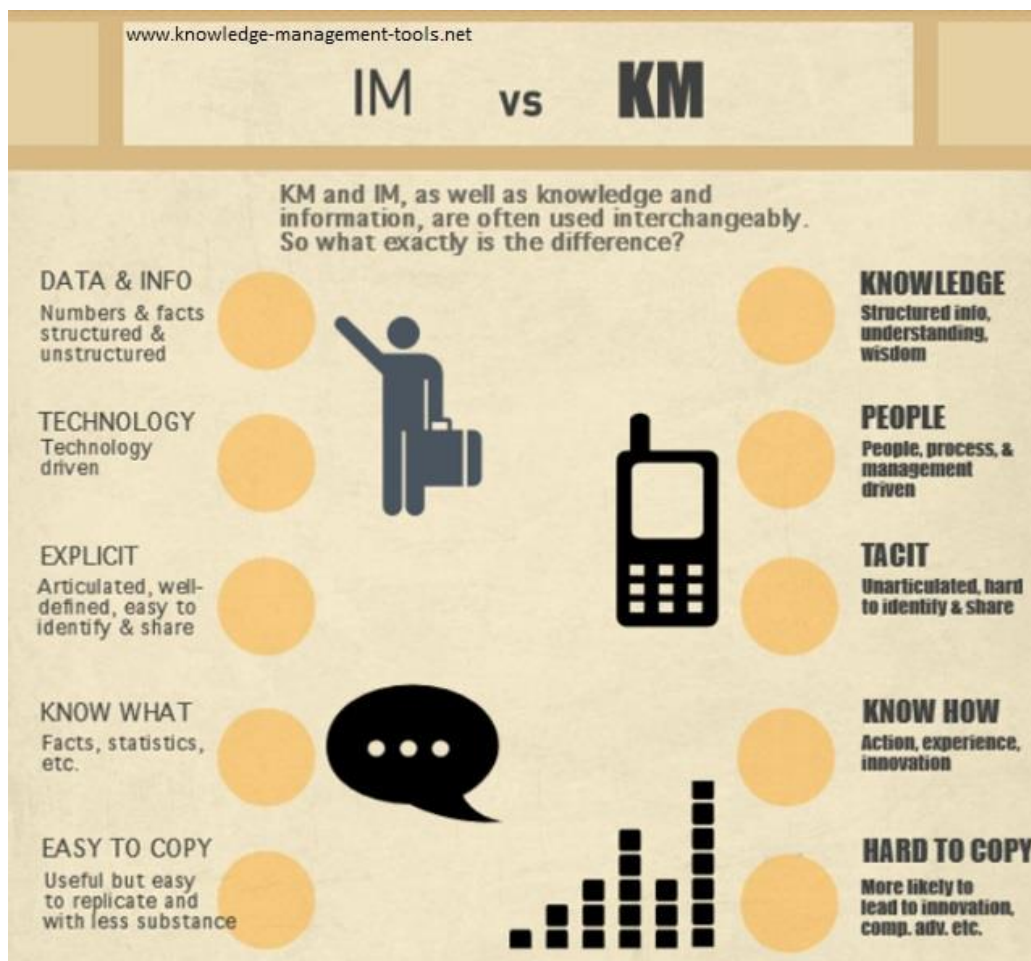 www.knowledge-management-tools.net
IM vs KM
KM and IM, as well as knowledge and
information, are often used interchangeably.
So what exactly is the difference?
DATA & INFO
Numbers & facts
structured &
unstructured
KNOWLEDGE
Structured info,
understanding,
wisdom
TECHNOLOGY
Technology
driven
PEOPLE
People, process, &
management
driven
EXPLICIT
Articulated, well-
defined, easy to
identify & share
TACIT
Unarticulated, hard
to identify & share
KNOW WHAT
Facts, statistics,
etc.
KNOW HOW
Action, experience,
innovation
EASY TO COPY
Useful but easy
to replicate and
with less substance
HARD TO COPY
More likely to
lead to innovation,
comp. adv. etc.